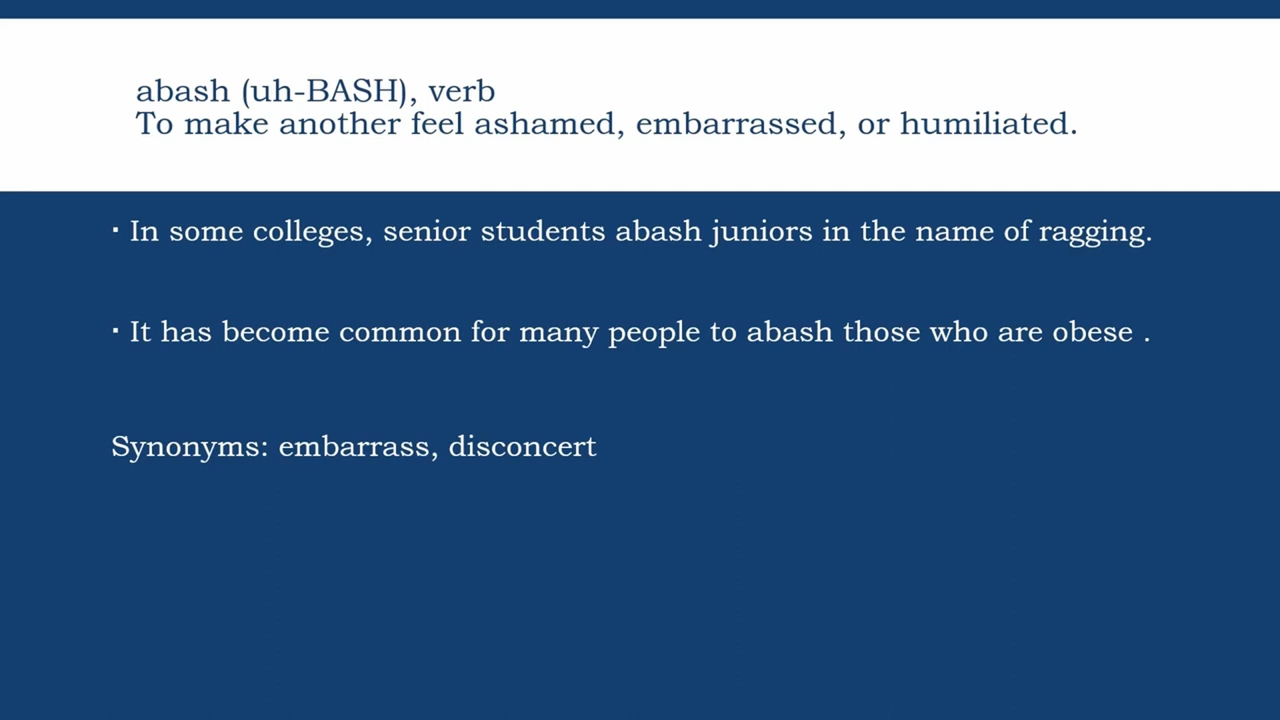 abash (uh-BASH), verb
To make another feel ashamed, embarrassed, or humiliated.
· In some colleges, senior students abash juniors in the name of ragging.
· It has become common for many people to abash those who are obese .
Synonyms: embarrass, disconcert